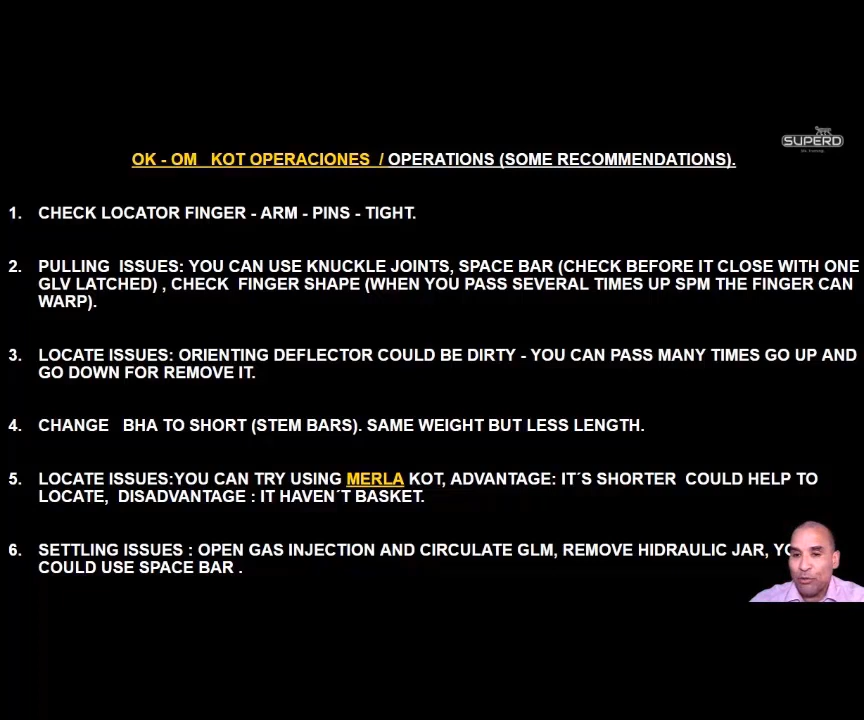 SUPERD
OK - OM KOT OPERACIONES / OPERATIONS (SOME RECOMMENDATIONS).
1. CHECK LOCATOR FINGER - ARM - PINS - TIGHT.
2. PULLING ISSUES: YOU CAN USE KNUCKLE JOINTS, SPACE BAR (CHECK BEFORE IT CLOSE WITH ONE
GLV LATCHED) , CHECK FINGER SHAPE (WHEN YOU PASS SEVERAL TIMES UP SPM THE FINGER CAN
WARP).
3. LOCATE ISSUES: ORIENTING DEFLECTOR COULD BE DIRTY - YOU CAN PASS MANY TIMES GO UP AND
GO DOWN FOR REMOVE IT.
4. CHANGE BHA TO SHORT (STEM BARS). SAME WEIGHT BUT LESS LENGTH.
5. LOCATE ISSUES:YOU CAN TRY USING MERLA KOT, ADVANTAGE: IT´S SHORTER COULD HELP TO
LOCATE, DISADVANTAGE : IT HAVEN´T BASKET.
6. SETTLING ISSUES : OPEN GAS INJECTION AND CIRCULATE GLM, REMOVE HIDRAULIC JAR,
COULD USE SPACE BAR .